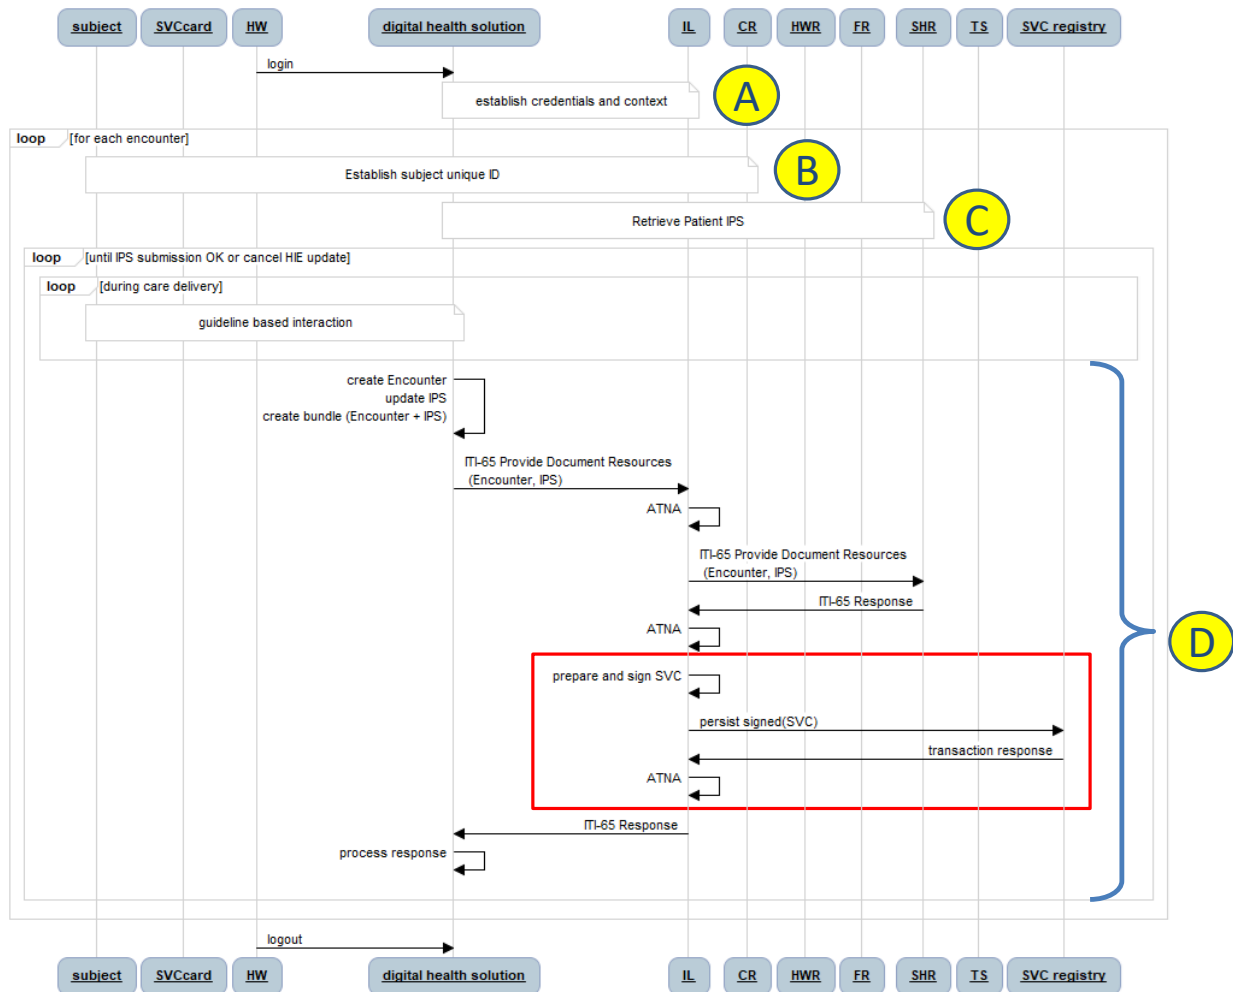 subject SVCcard HW digital health solution IL CR HWR FR SHR TS SVC registry
login
establish credentials and context
A
loop [for each encounter]
Establish subject unique ID
B
Retrieve Patient IPS
C
loop [until IPS submission OK or cancel HIE update]
loop [during care delivery]
guideline based interaction
create Encounter
update IPS
create bundle (Encounter + IPS)
ITI-65 Provide Document Resources
(Encounter, IPS)
ATNA
ITI-65 Provide Document Resources
(Encounter, IPS)
ITI-65 Response
ATNA
D
prepare and sign SVC
persist signed(SVC)
transaction response
ATNA
ITI-65 Response
process response
logout
subject SVCcard HW digital health solution IL CR HWR FR SHR TS SVC registry